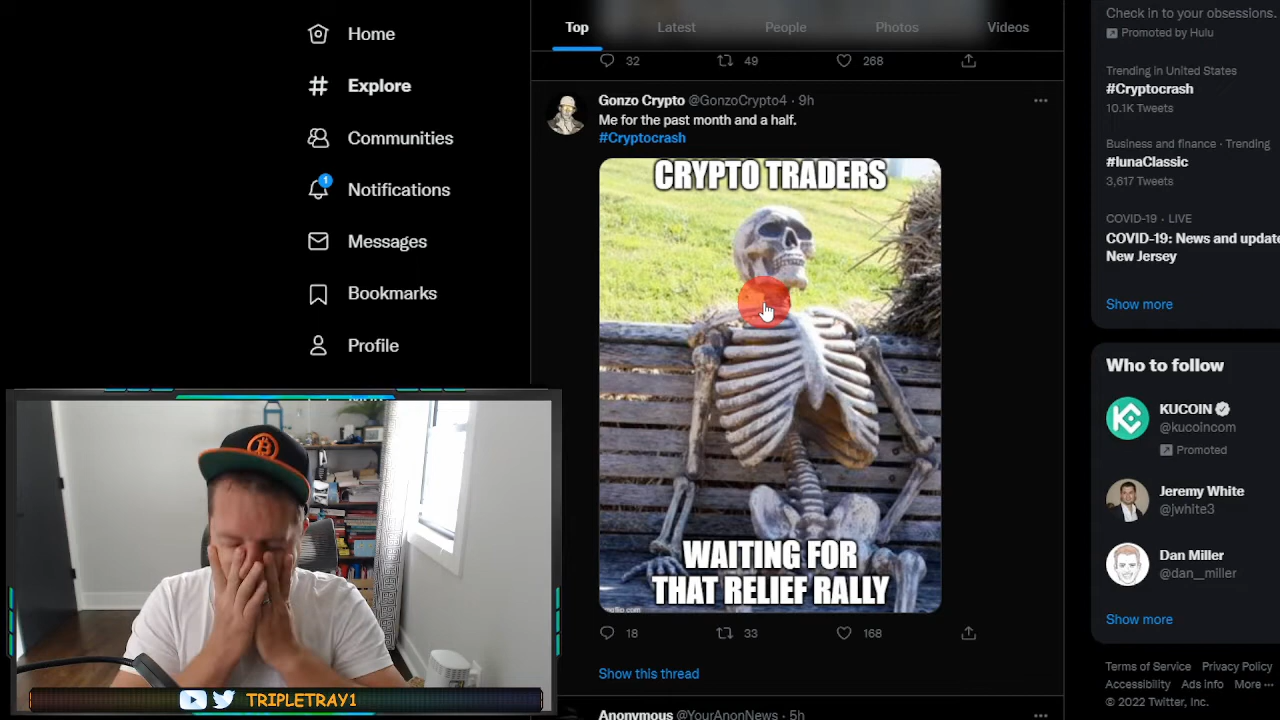 Home
Explore
Communities
1
Notifications
Messages
Bookmarks
Profile
TRIPLETRAY1
Top
Latest
People
Photos
Videos
32
49
268
Gonzo Crypto @GonzoCrypto4 · 9h
Me for the past month and a half.
#Cryptocrash
CRYPTO TRADERS
WAITING FOR
THAT RELIEF RALLY
18
33
168
Show this thread
Anonymous @YourAnonNews · 5h
Check in to your obsessions.
Promoted by Hulu
Trending in United States
#Cryptocrash
10.1K Tweets
Business and finance · Trending
#lunaClassic
3,617 Tweets
COVID-19 · LIVE
COVID-19: News and update
New Jersey
Show more
Who to follow
KUCOIN
@kucoincom
Promoted
Jeremy White
@jwhite3
Dan Miller
@dan__miller
Show more
Terms of Service Privacy Policy
Accessibility Ads info More ···
© 2022 Twitter, Inc.